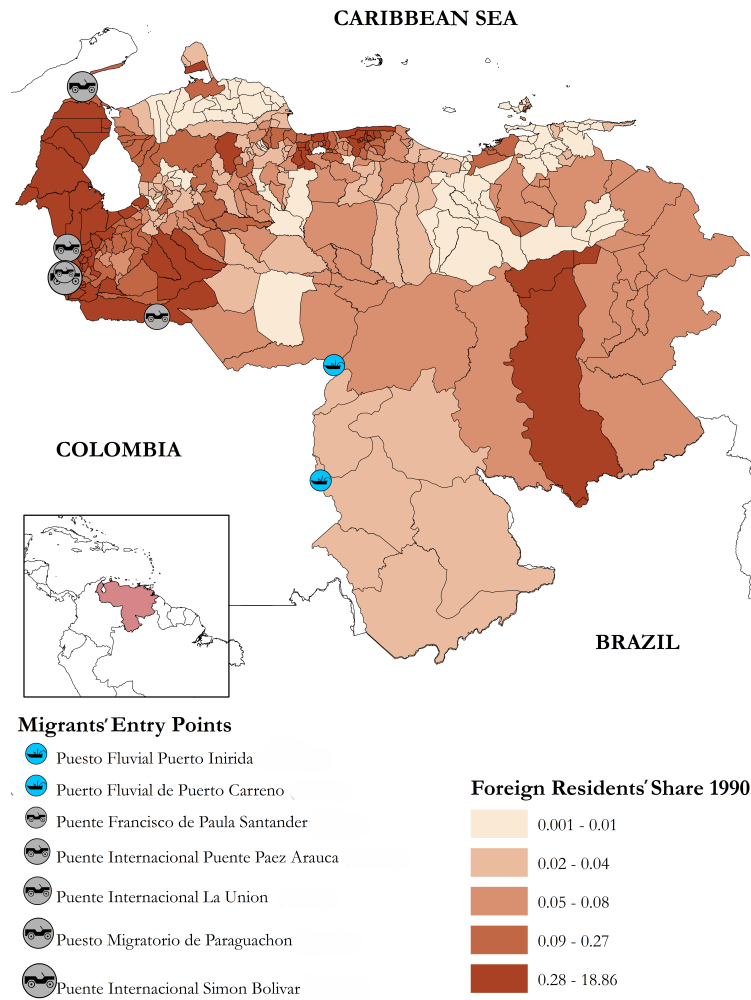 CARIBBEAN SEA
COLOMBIA
BRAZIL
Migrants' Entry Points
Puesto Fluvial Puerto Inirida
Puerto Fluvial de Puerto Carreno
Puente Francisco de Paula Santander
Puente Internacional Puente Paez Arauca
Puente Internacional La Union
Puesto Migratorio de Paraguachon
Puente Internacional Simon Bolivar
Foreign Residents' Share 1990
0.001 - 0.01
0.02 - 0.04
0.05 - 0.08
0.09 - 0.27
0.28 - 18.86